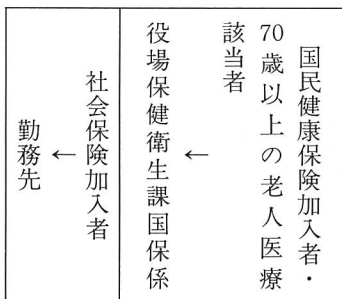 国民健康保険加入者・
70歳以上の老人医療
該当者
↓
役場保健衛生課国保係
社会保険加入者
↓
勤務先